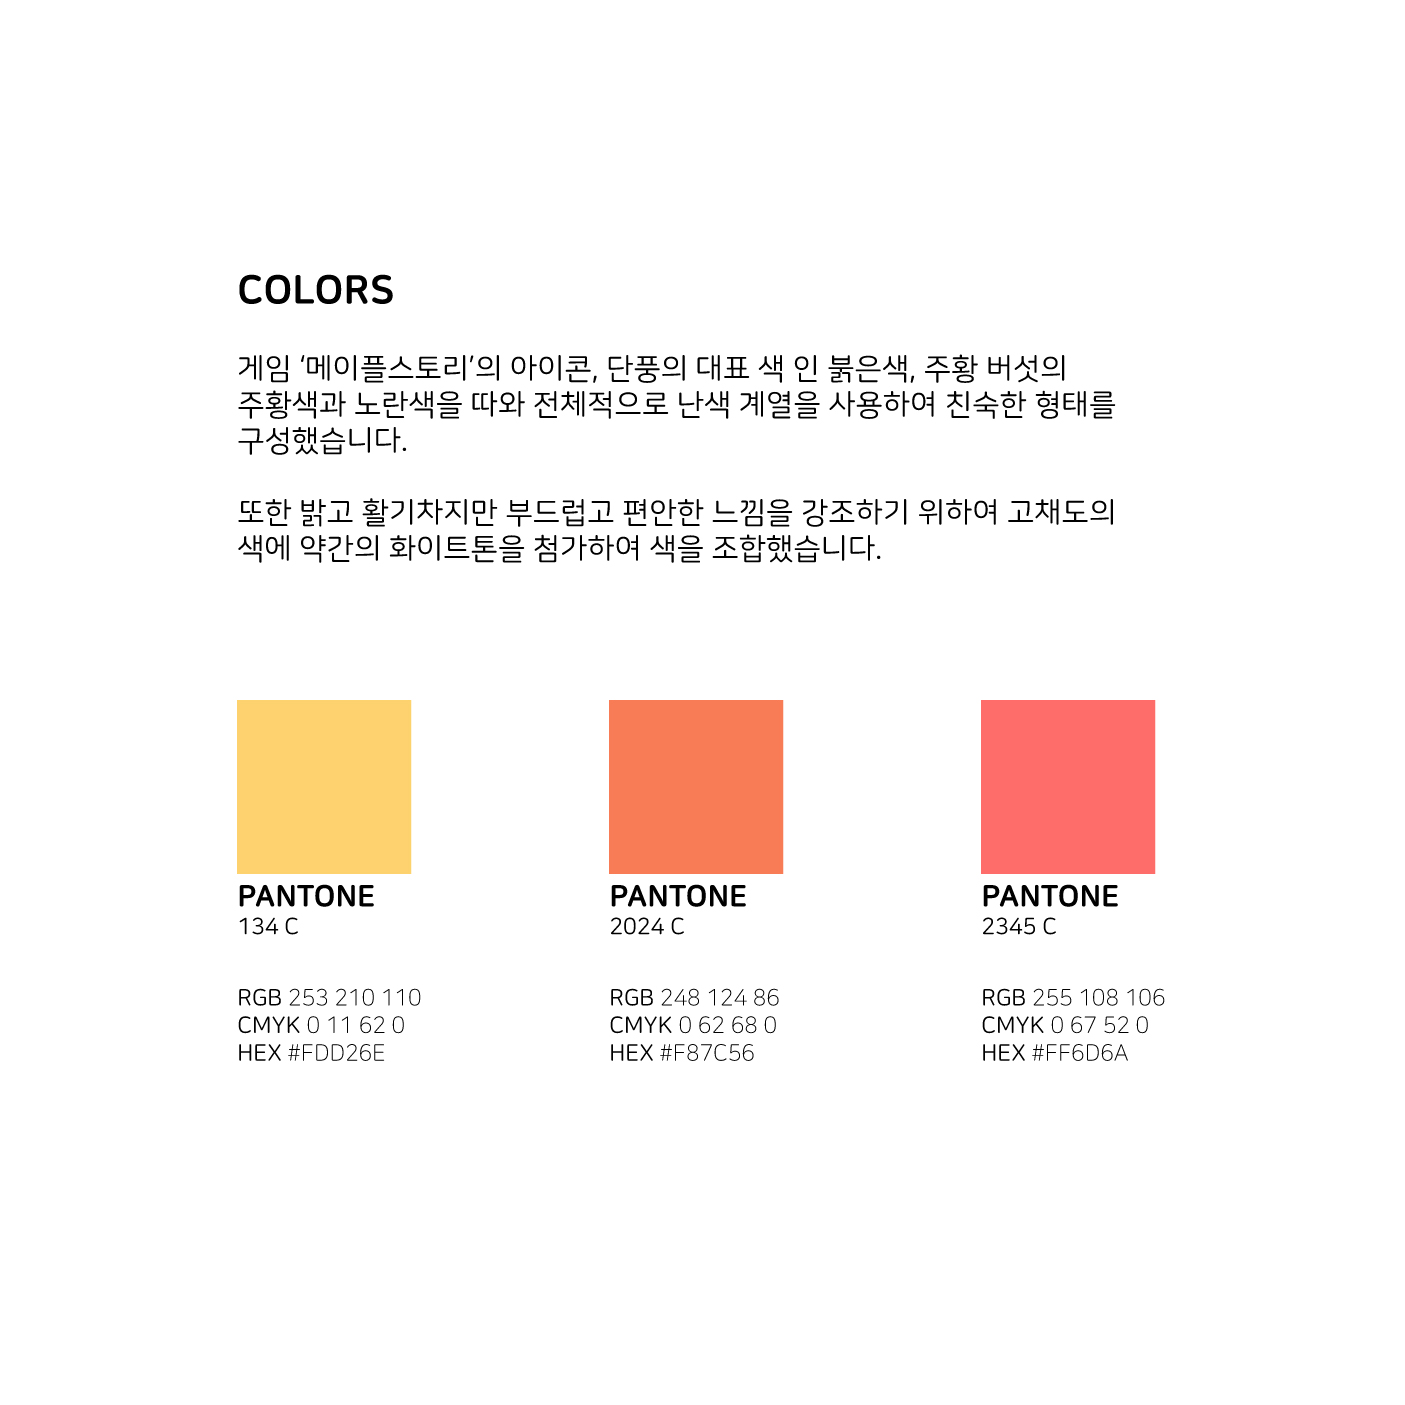 COLORS
게임 ‘메이플스토리’의 아이콘, 단풍의 대표 색 인 붉은색, 주황 버섯의
주황색과 노란색을 따와 전체적으로 난색 계열을 사용하여 친숙한 형태를
구성했습니다.
또한 밝고 활기차지만 부드럽고 편안한 느낌을 강조하기 위하여 고채도의
색에 약간의 화이트톤을 첨가하여 색을 조합했습니다.
PANTONE
134 C
RGB 253 210 110
CMYK 0 11 62 0
HEX #FDD26E
PANTONE
2024 C
RGB 248 124 86
CMYK 0 62 68 0
HEX #F87C56
PANTONE
2345 C
RGB 255 108 106
CMYK 0 67 52 0
HEX #FF6D6A